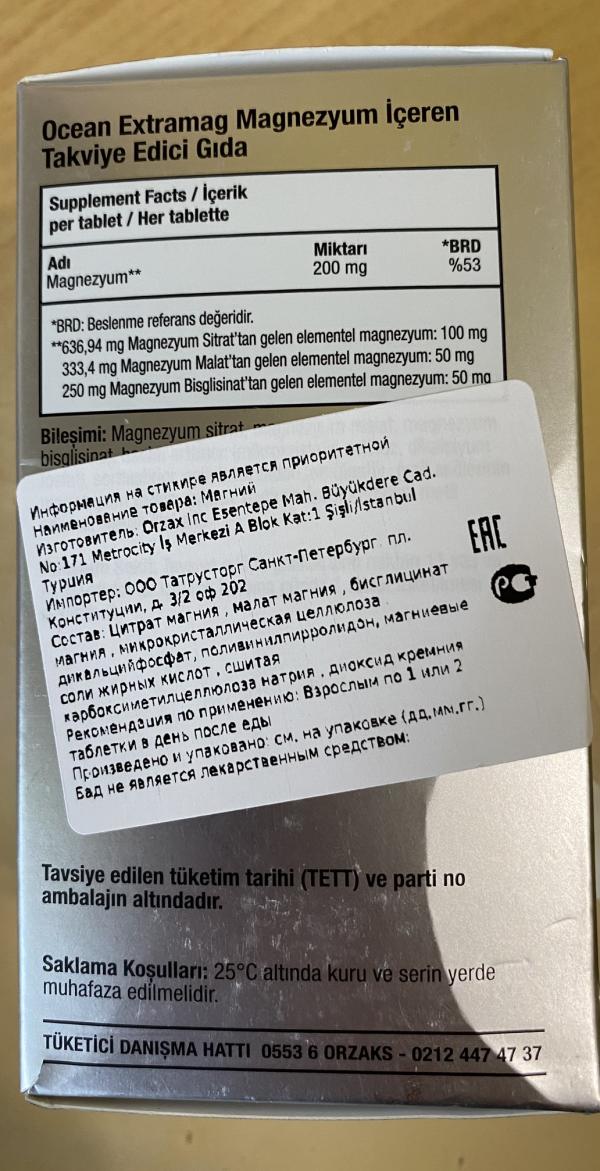 Ocean Extramag Magnezyum İçeren
Takviye Edici Gıda
Supplement Facts / İçerik
per tablet / Her tablette
Adı Miktarı *BRD
Magnezyum** 200 mg %53
*BRD: Beslenme referans değeridir.
**636,94 mg Magnezyum Sitrat'tan gelen elementel magnezyum: 100 mg
333,4 mg Magnezyum Malat'tan gelen elementel magnezyum: 50 mg
250 mg Magnezyum Bisglisinat'tan gelen elementel magnezyum: 50 mg
Bileşimi: Magnezyum sitrat
bisglisinat
Информация на стикире является приоритетной
Наименование товара: Магний
Изготовитель: Orzax Inc Esentepe Mah. Büyükdere Cad.
No:171 Metrocity İş Merkezi A Blok Kat:1 Şişli/İstanbul
Турция
Импортер: ООО Татрусторг Санкт-Петербург. пл.
Конституции, д. 3/2 оф 202
Состав: Цитрат магния , малат магния , бисглицинат
магния , микрокристаллическая целлюлоза
дикальцийфосфат, поливинилпирролидон, магниевые
соли жирных кислот , сшитая
карбоксиметилцеллюлоза натрия , диоксид кремния
Рекомендации по применению: Взрослым по 1 или 2
таблетки в день после еды
Произведено и упаковано: см. на упаковке (дд.мм.гг.)
Бад не является лекарственным средством:
EAC
РСТ
Tavsiye edilen tüketim tarihi (TETT) ve parti no
ambalajın altındadır.
Saklama Koşulları: 25°C altında kuru ve serin yerde
muhafaza edilmelidir.
TÜKETİCİ DANIŞMA HATTI 0553 6 ORZAKS - 0212 447 47 37